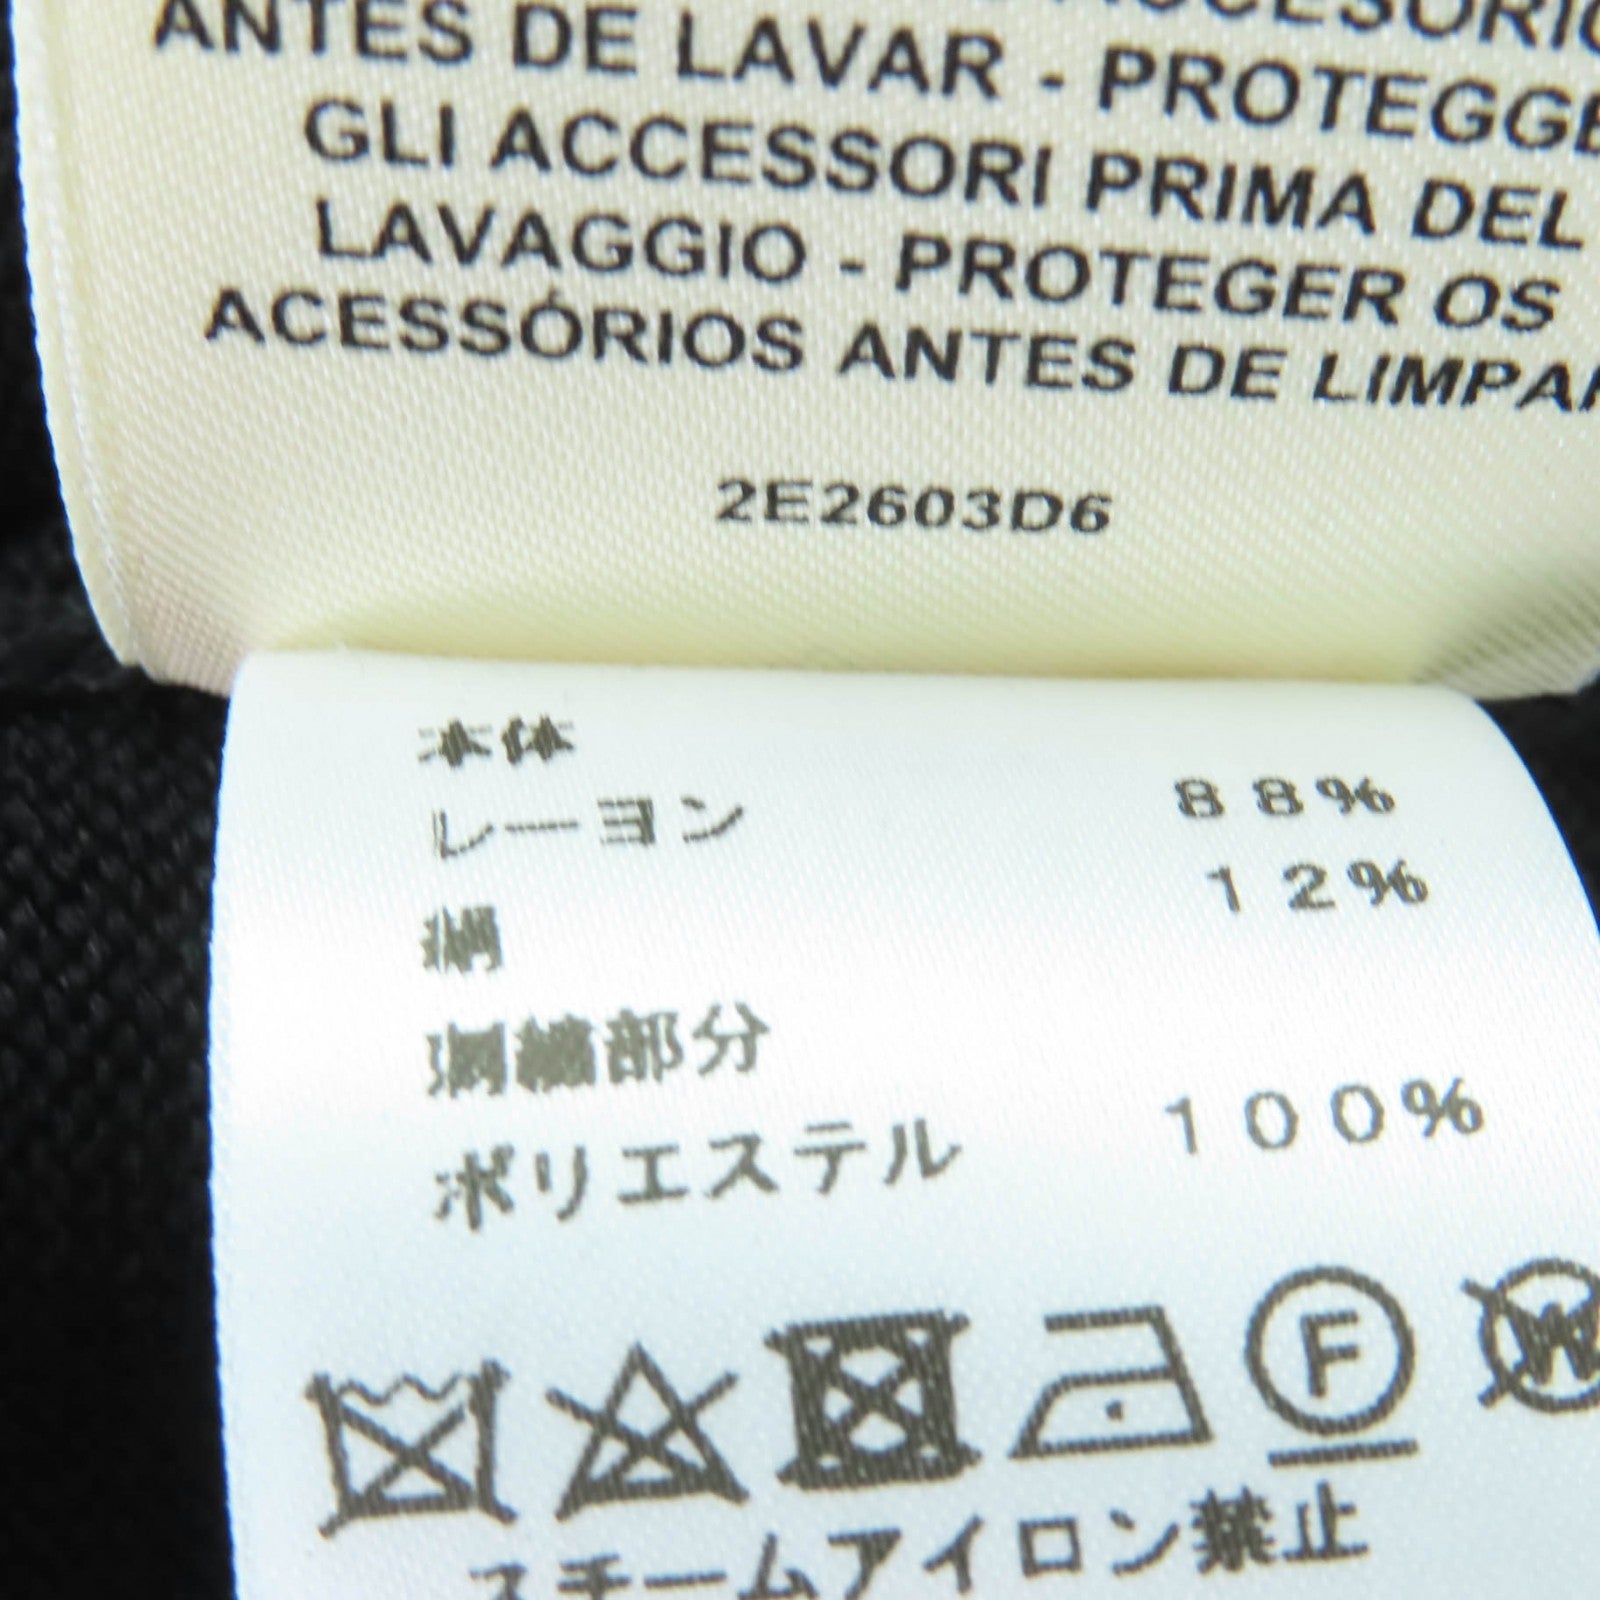 ANTES DE LAVAR - PROTEGGE
GLI ACCESSORI PRIMA DEL
LAVAGGIO - PROTEGER OS
ACESSÓRIOS ANTES DE LIMPAR
2E2603D6
本体
レーヨン 88%
絹 12%
刺繍部分
ポリエステル 100%
F
W
スチームアイロン禁止